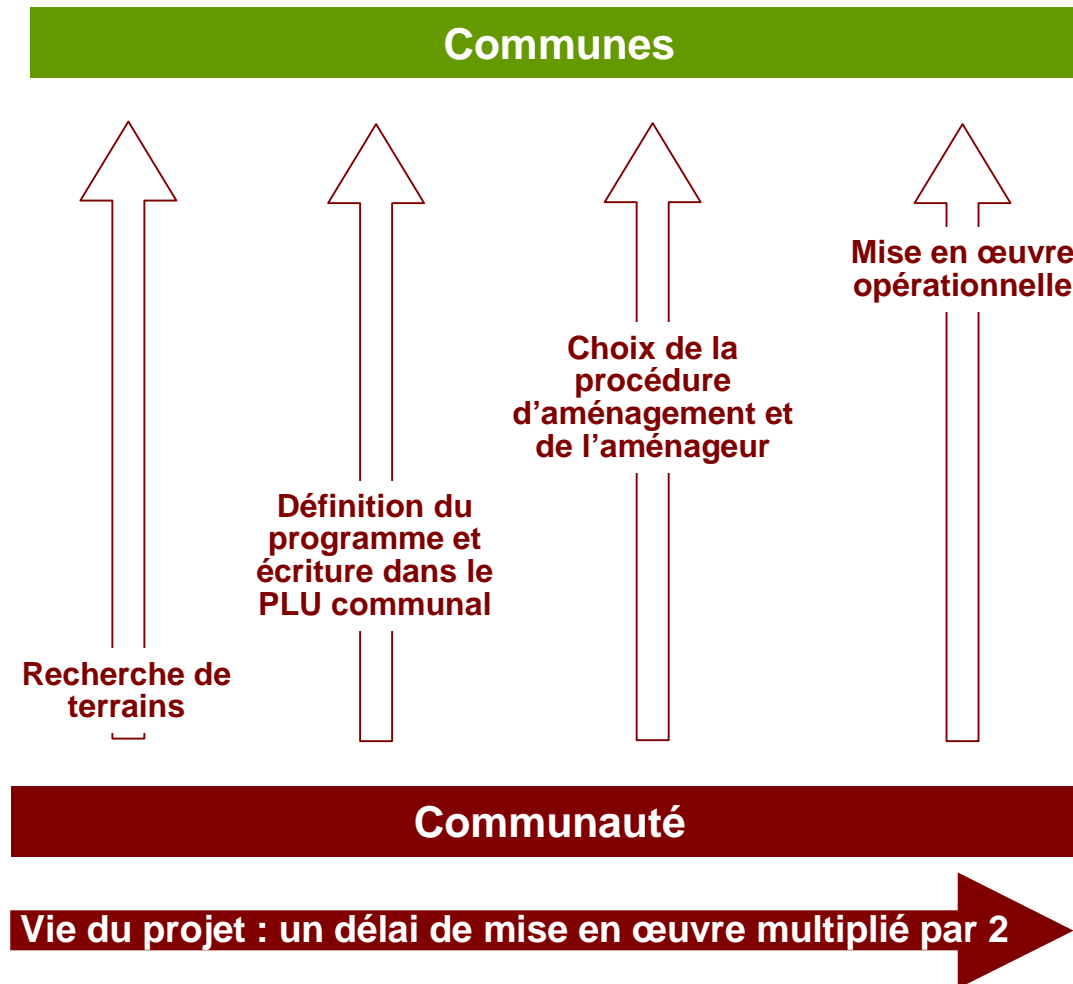 Communes
Mise en œuvre
opérationnelle
Choix de la
procédure
d’aménagement et
de l’aménageur
Définition du
programme et
écriture dans le
PLU communal
Recherche de
terrains
Communauté
Vie du projet : un délai de mise en œuvre multiplié par 2